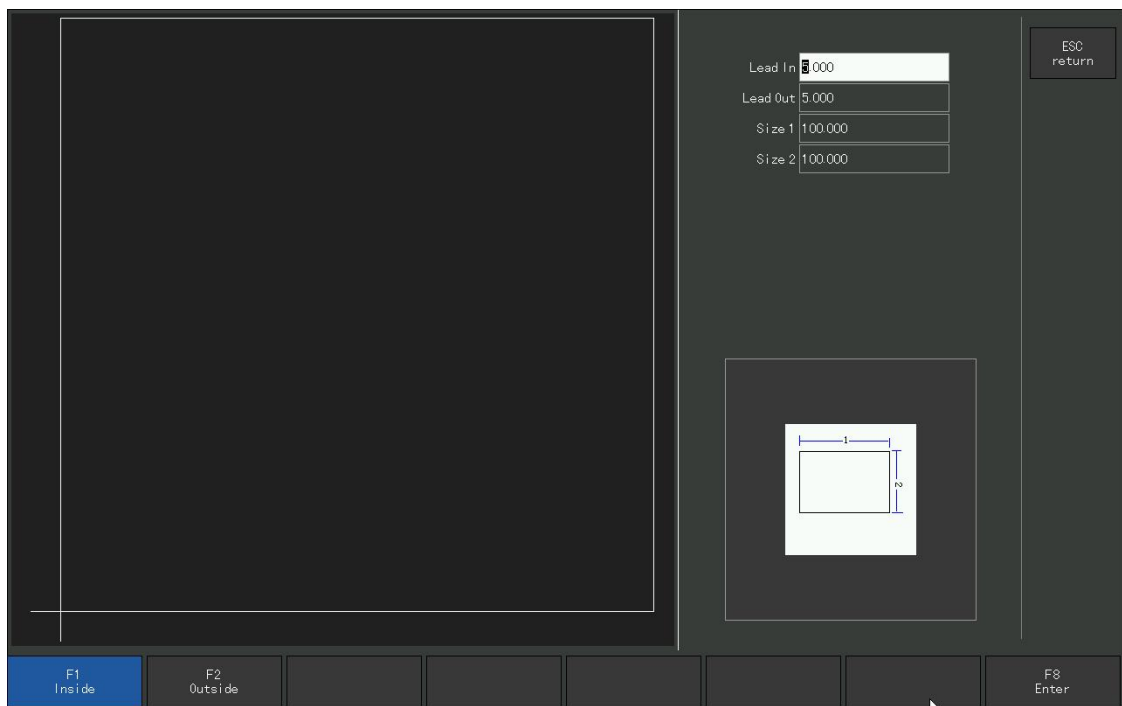 ESC
return
Lead In 5.000
Lead Out 5.000
Size 1 100.000
Size 2 100.000
1
2
F1
Inside
F2
Outside
F8
Enter